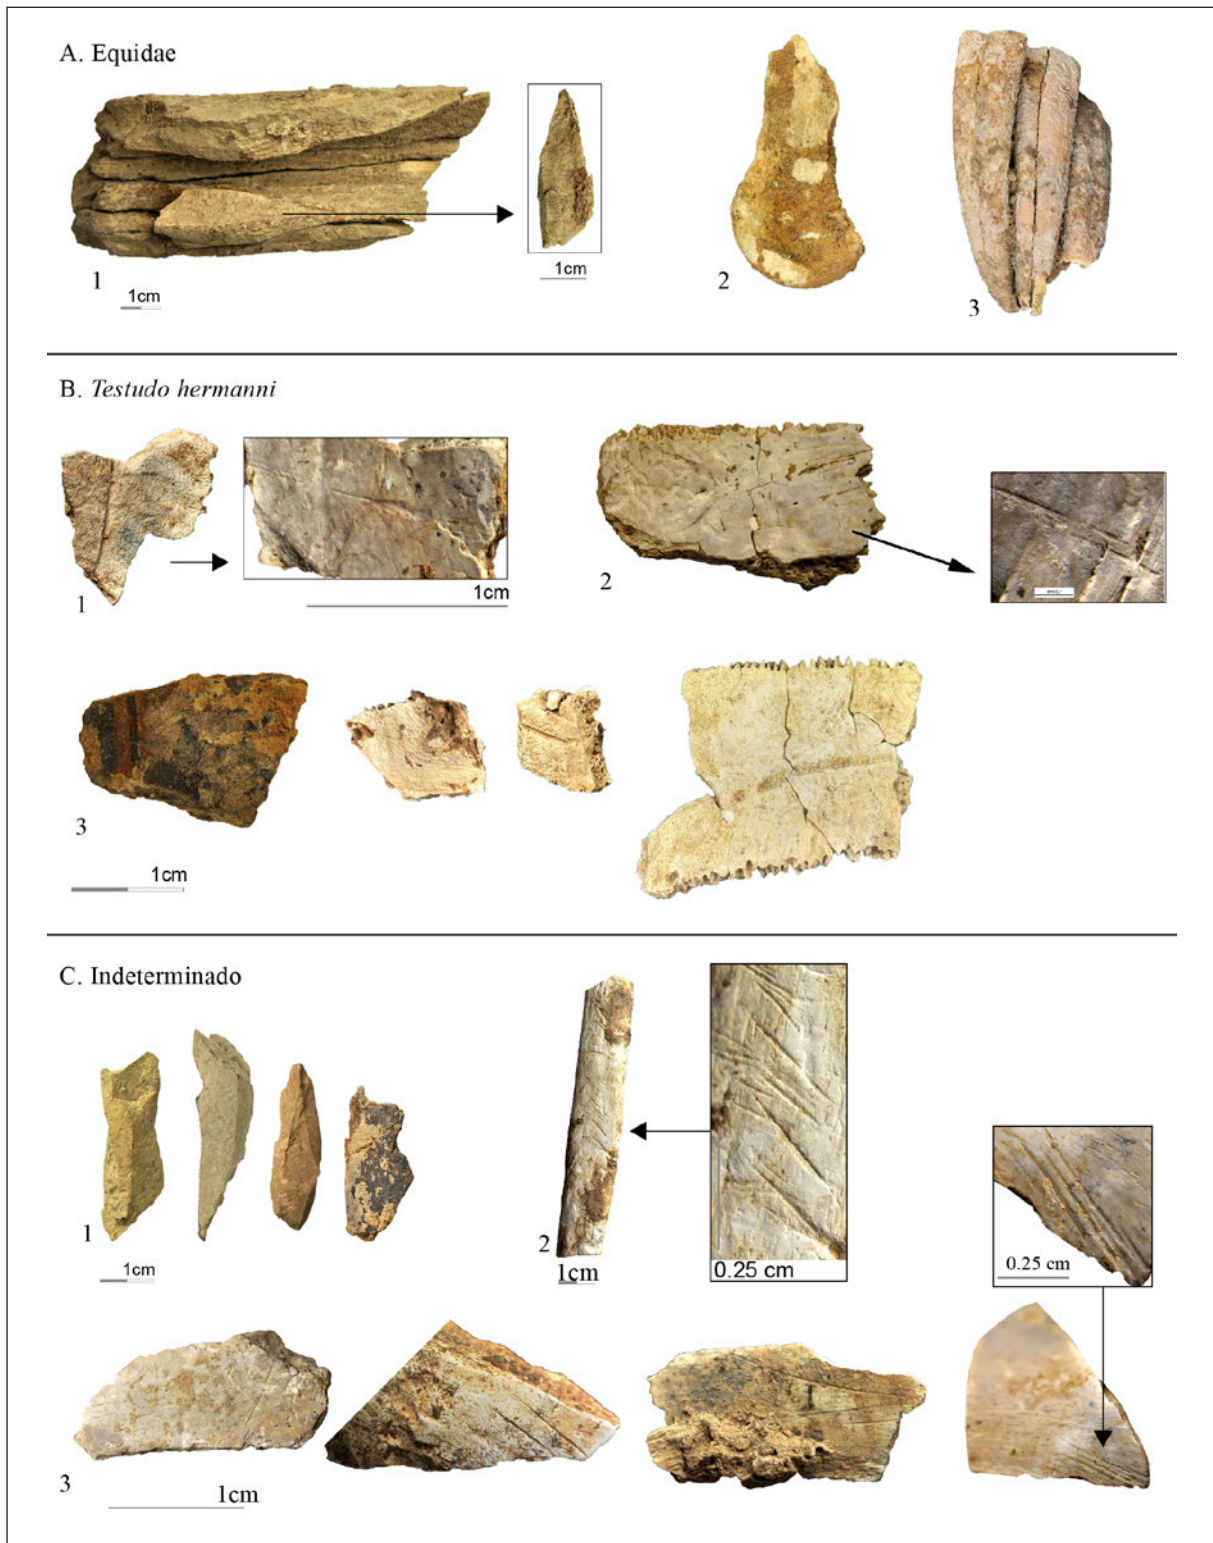 A. Equidae
1
1cm
1cm
2
3
B. Testudo hermanni
1
1cm
2
3
1cm
C. Indeterminado
1
1cm
2
1cm
0.25 cm
0.25 cm
3
1cm